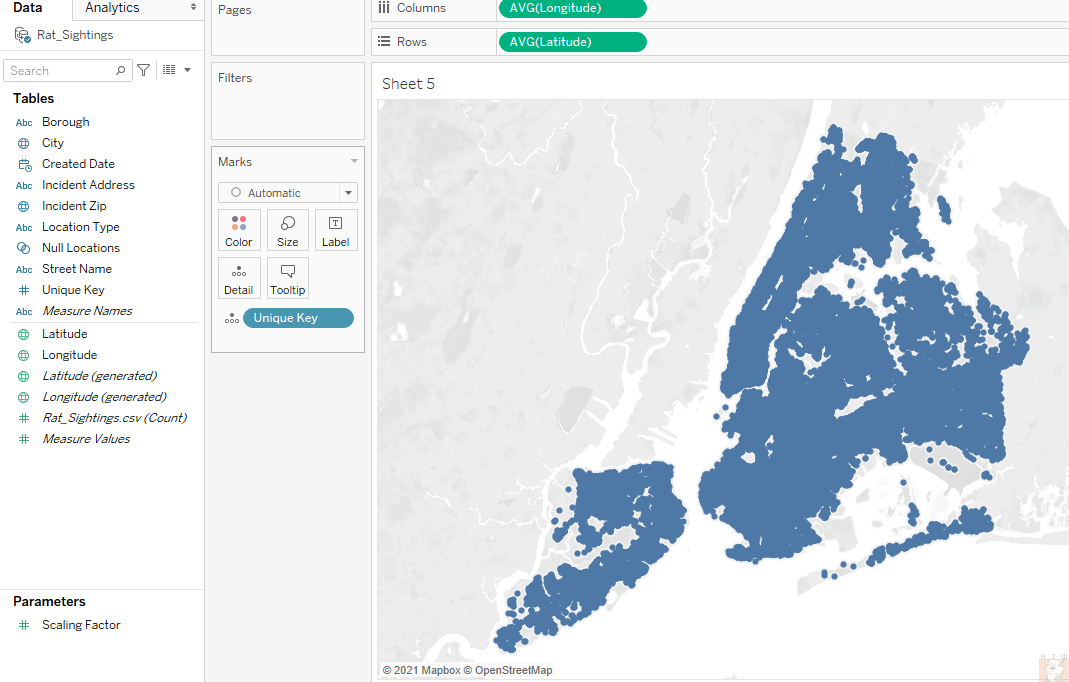 Data
Analytics
Rat_Sightings
Search
Tables
Abc Borough
City
Created Date
Abc Incident Address
Incident Zip
Abc Location Type
Null Locations
Abc Street Name
Unique Key
Abc Measure Names
Latitude
Longitude
Latitude (generated)
Longitude (generated)
Rat_Sightings.csv (Count)
Measure Values
Parameters
Scaling Factor
Pages
Filters
Marks
Automatic
Color
Size
T
Label
Detail
Tooltip
Unique Key
Columns
AVG(Longitude)
Rows
AVG(Latitude)
Sheet 5
© 2021 Mapbox © OpenStreetMap